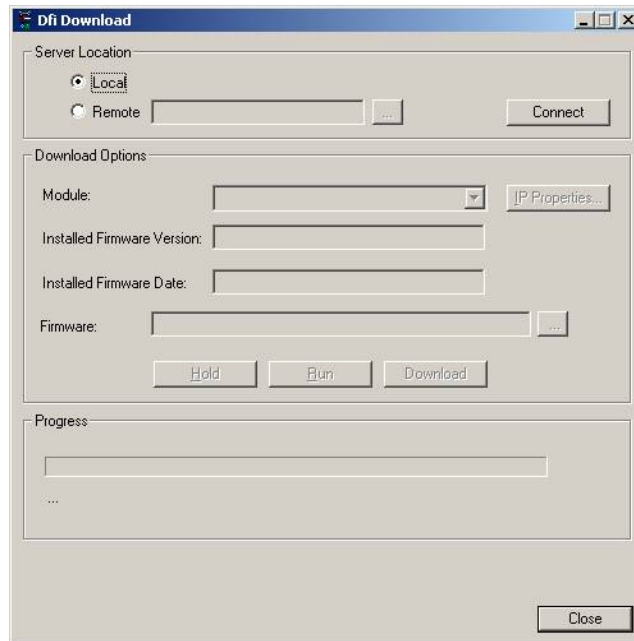 Dfi Download
Server Location
Local
Remote ... Connect
Download Options
Module: IP Properties...
Installed Firmware Version:
Installed Firmware Date:
Firmware: ...
Hold Run Download
Progress
...
Close